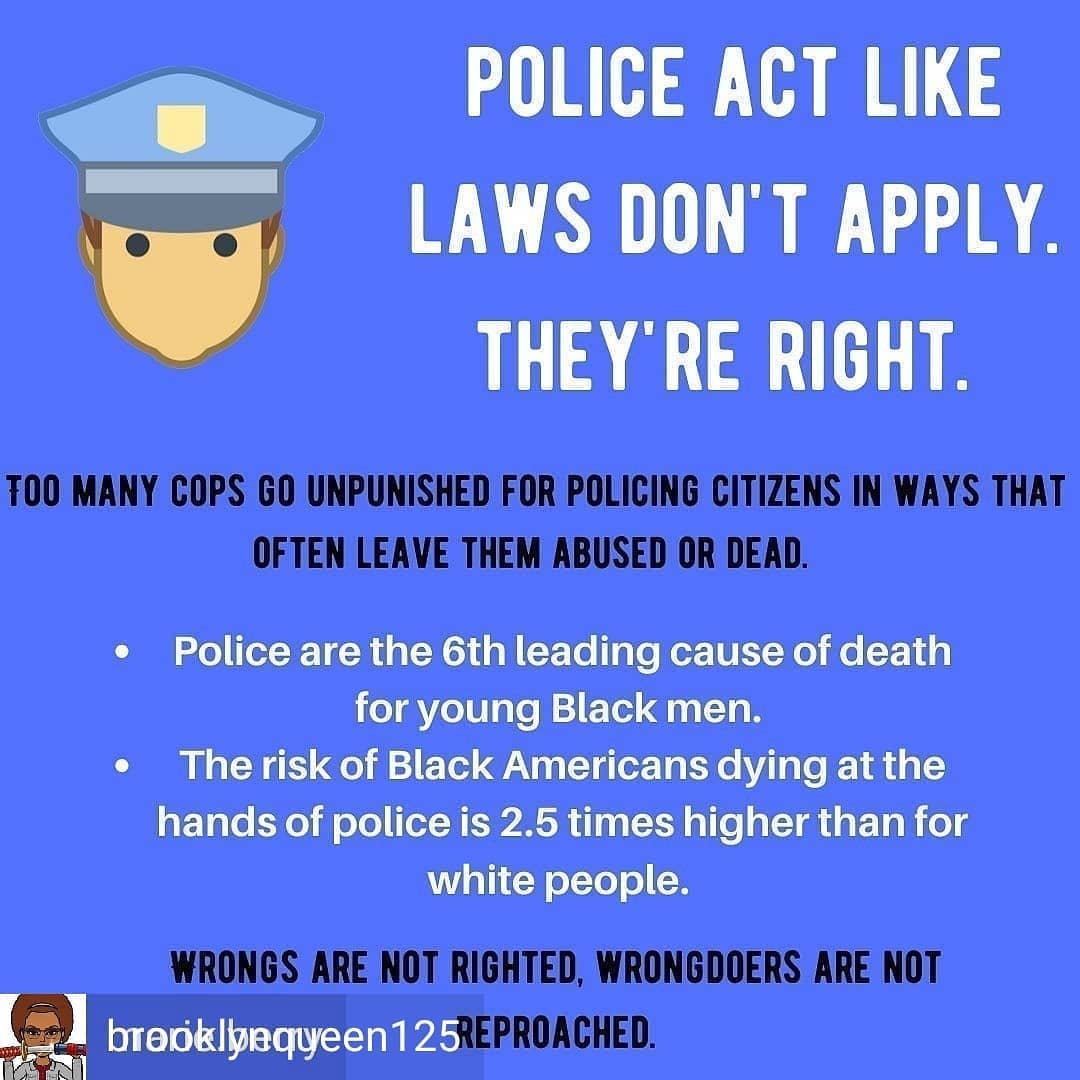 POLICE ACT LIKE
LAWS DON'T APPLY.
THEY'RE RIGHT.
TOO MANY COPS GO UNPUNISHED FOR POLICING CITIZENS IN WAYS THAT
OFTEN LEAVE THEM ABUSED OR DEAD.
• Police are the 6th leading cause of death
for young Black men.
• The risk of Black Americans dying at the
hands of police is 2.5 times higher than for
white people.
WRONGS ARE NOT RIGHTED, WRONGDOERS ARE NOT
REPROACHED.
brooklynqueen125